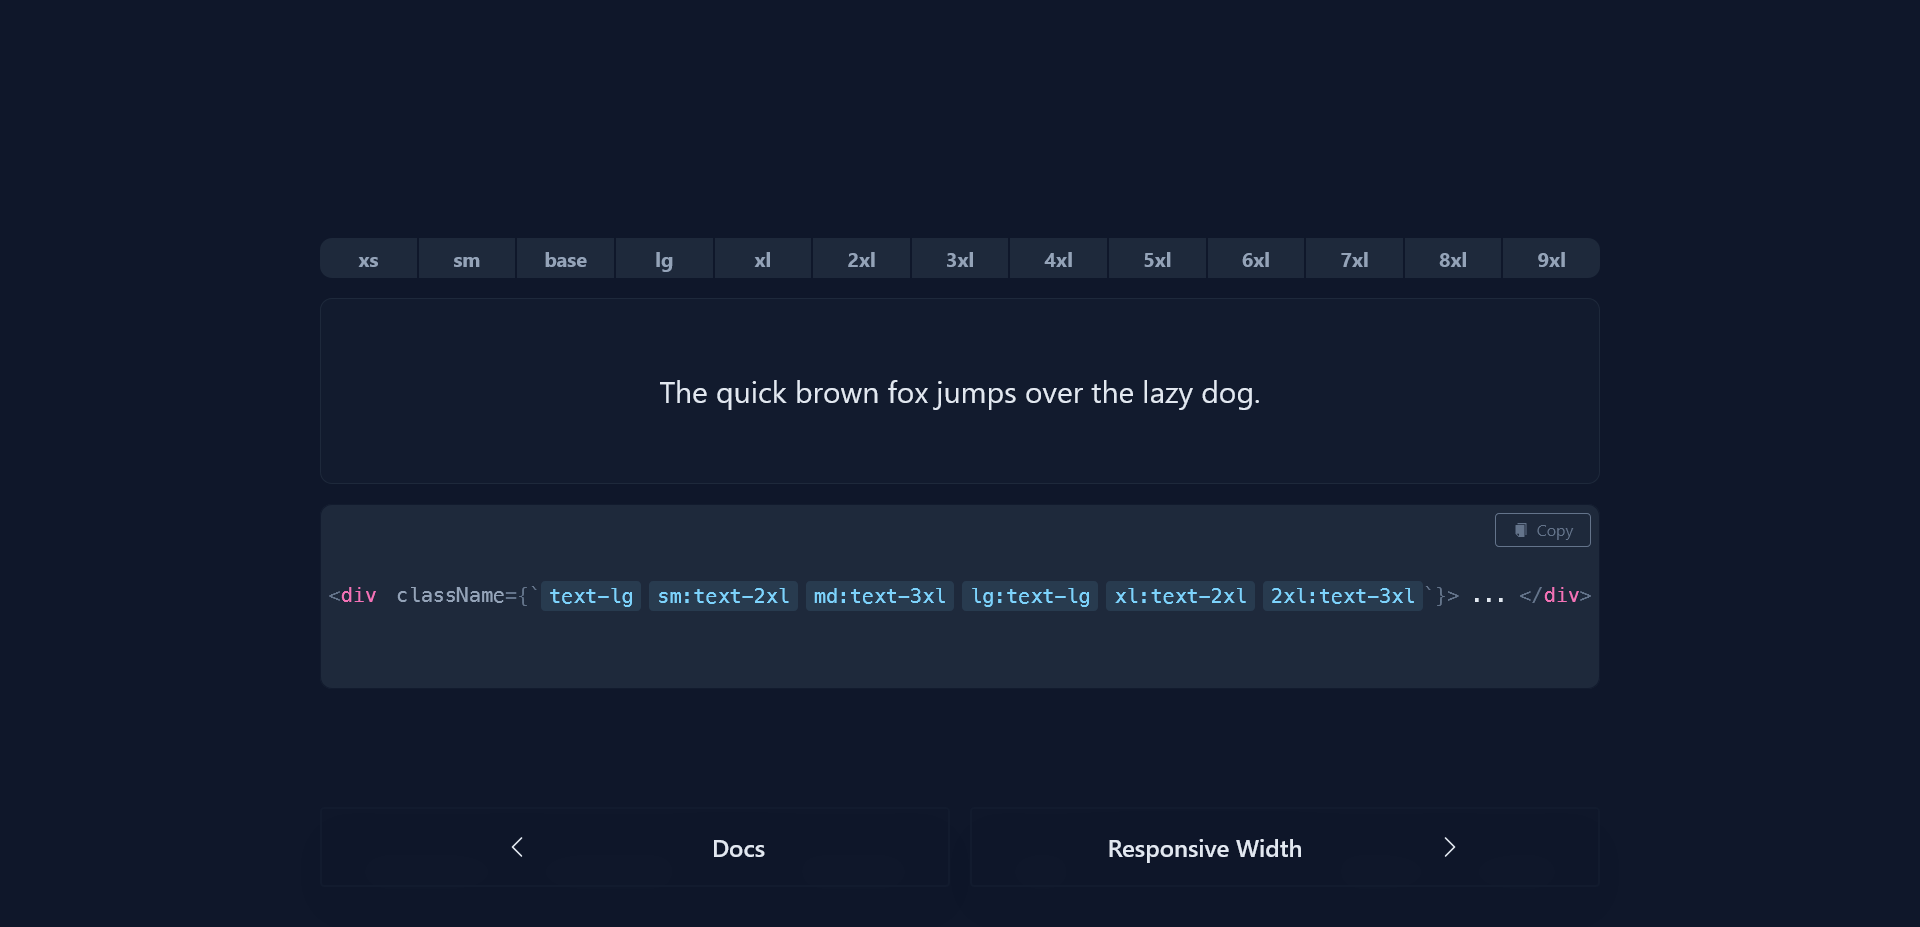 xs sm base lg xl 2xl 3xl 4xl 5xl 6xl 7xl 8xl 9xl
The quick brown fox jumps over the lazy dog.
Copy
<div className={`text-lg sm:text-2xl md:text-3xl lg:text-lg xl:text-2xl 2xl:text-3xl`}> ... </div>
Docs Responsive Width